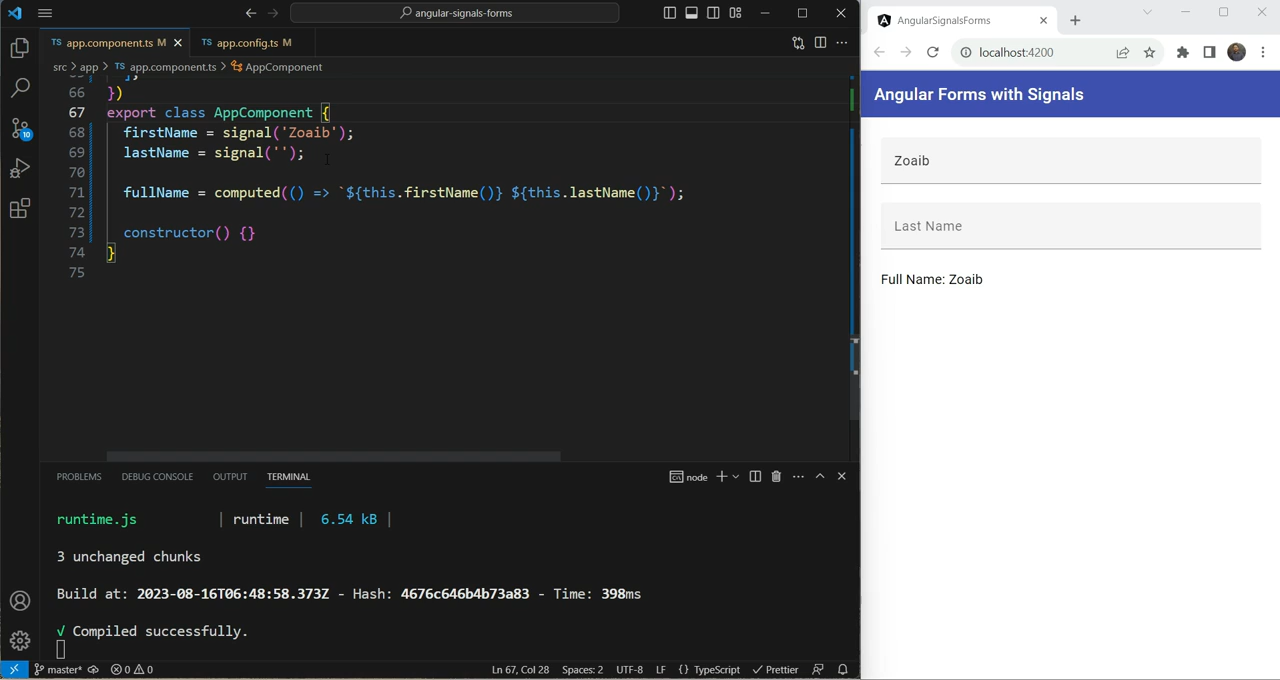 angular-signals-forms
TS app.component.ts M
TS app.config.ts M
src > app > TS app.component.ts > AppComponent
66 })
67 export class AppComponent {
68 firstName = signal('Zoaib');
69 lastName = signal('');
70
71 fullName = computed(() => `${this.firstName()} ${this.lastName()}`);
72
73 constructor() {}
74 }
75
10
PROBLEMS DEBUG CONSOLE OUTPUT TERMINAL
node
runtime.js | runtime | 6.54 kB |
3 unchanged chunks
Build at: 2023-08-16T06:48:58.373Z - Hash: 4676c646b4b73a83 - Time: 398ms
√ Compiled successfully.
master* 0 0 Ln 67, Col 28 Spaces: 2 UTF-8 LF {} TypeScript Prettier
AngularSignalsForms
localhost:4200
Angular Forms with Signals
Zoaib
Last Name
Full Name: Zoaib